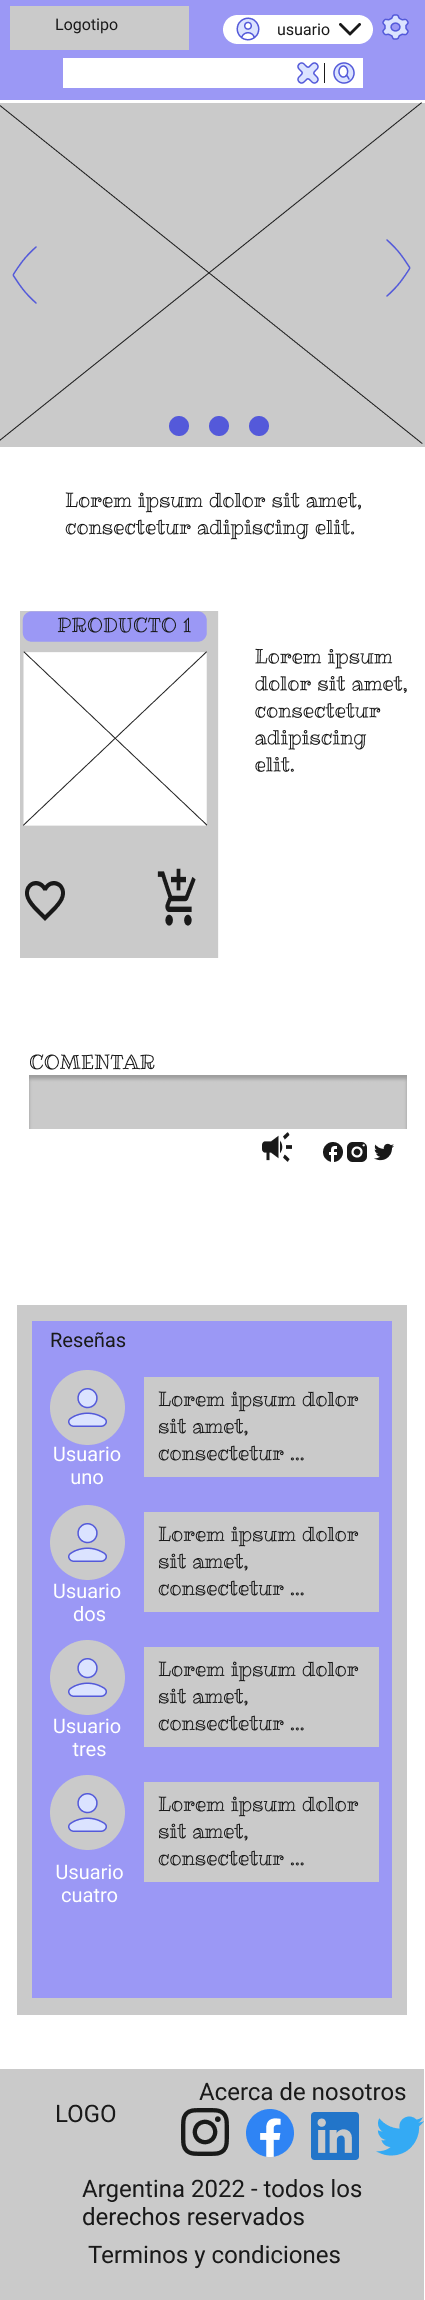 Logotipo
usuario
Lorem ipsum dolor sit amet,
consectetur adipiscing elit.
PRODUCTO 1
Lorem ipsum
dolor sit amet,
consectetur
adipiscing
elit.
COMENTAR
Reseñas
Lorem ipsum dolor
sit amet,
consectetur ...
Usuario
uno
Lorem ipsum dolor
sit amet,
consectetur ...
Usuario
dos
Lorem ipsum dolor
sit amet,
consectetur ...
Usuario
tres
Lorem ipsum dolor
sit amet,
consectetur ...
Usuario
cuatro
Acerca de nosotros
LOGO
Argentina 2022 - todos los
derechos reservados
Terminos y condiciones